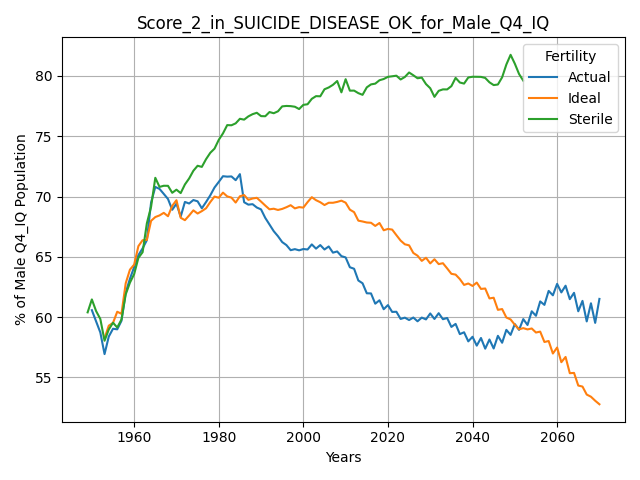 Score_2_in_SUICIDE_DISEASE_OK_for_Male_Q4_IQ
Fertility
Actual
Ideal
Sterile
% of Male Q4_IQ Population
80
75
70
65
60
55
1960
1980
2000
2020
2040
2060
Years